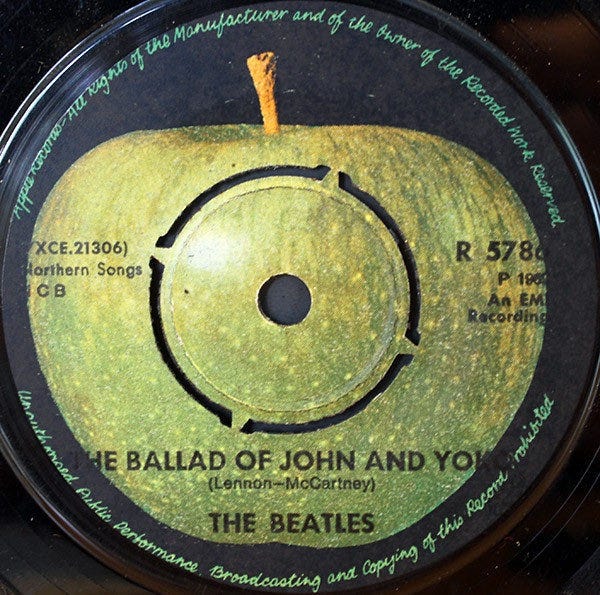 Apple Records–All Rights of the Manufacturer and of the Owner of the Recorded Work Reserved
XCE.21306)
Northern Songs
CB
R 5786
P 196
An EMI
Recording
THE BALLAD OF JOHN AND YOKO
(Lennon–McCartney)
THE BEATLES
Unauthorised Public Performance. Broadcasting and Copying of this Record Prohibited